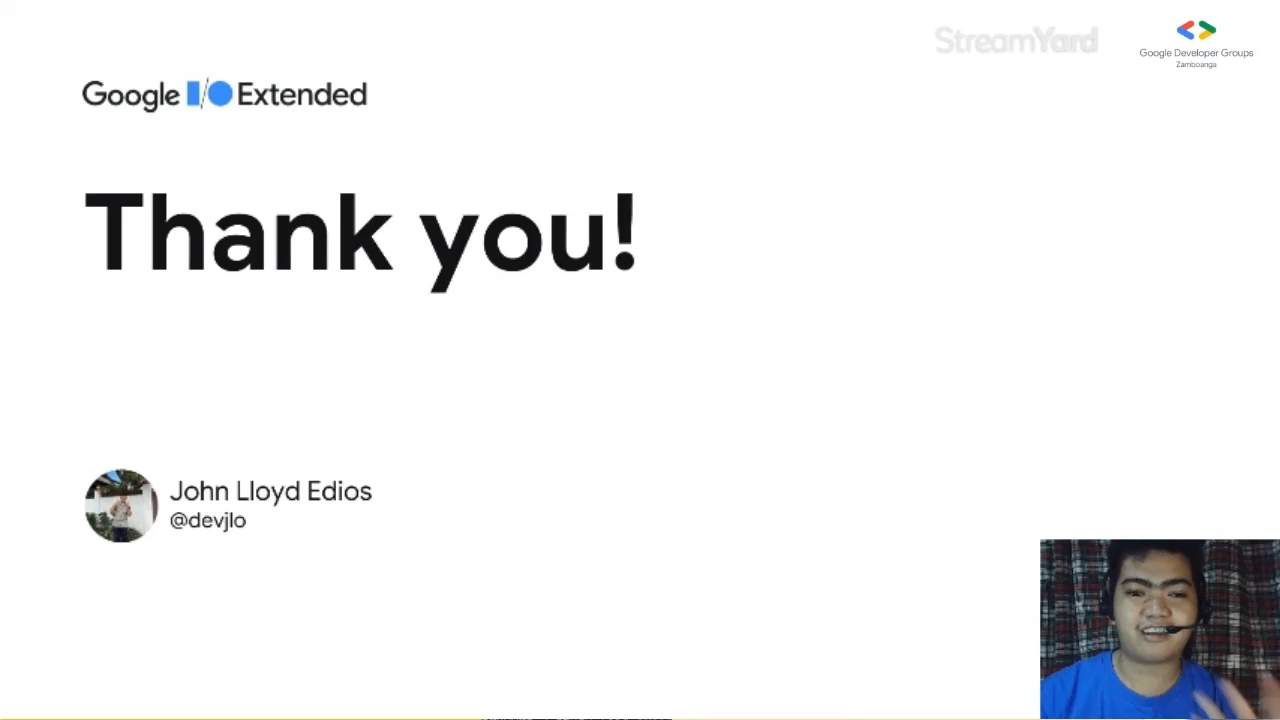 StreamYard
Google Developer Groups
Zamboanga
Google I/O Extended
Thank you!
John Lloyd Edios
@devjlo